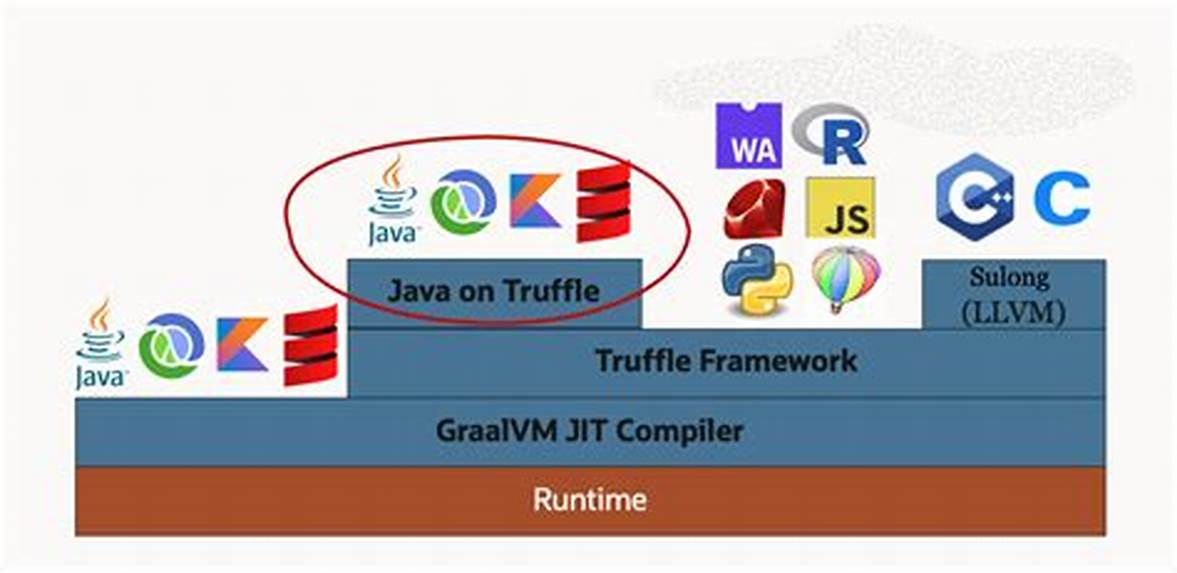 WA
R
Java
JS
C++
C
Java on Truffle
Sulong
(LLVM)
Java
Truffle Framework
GraalVM JIT Compiler
Runtime